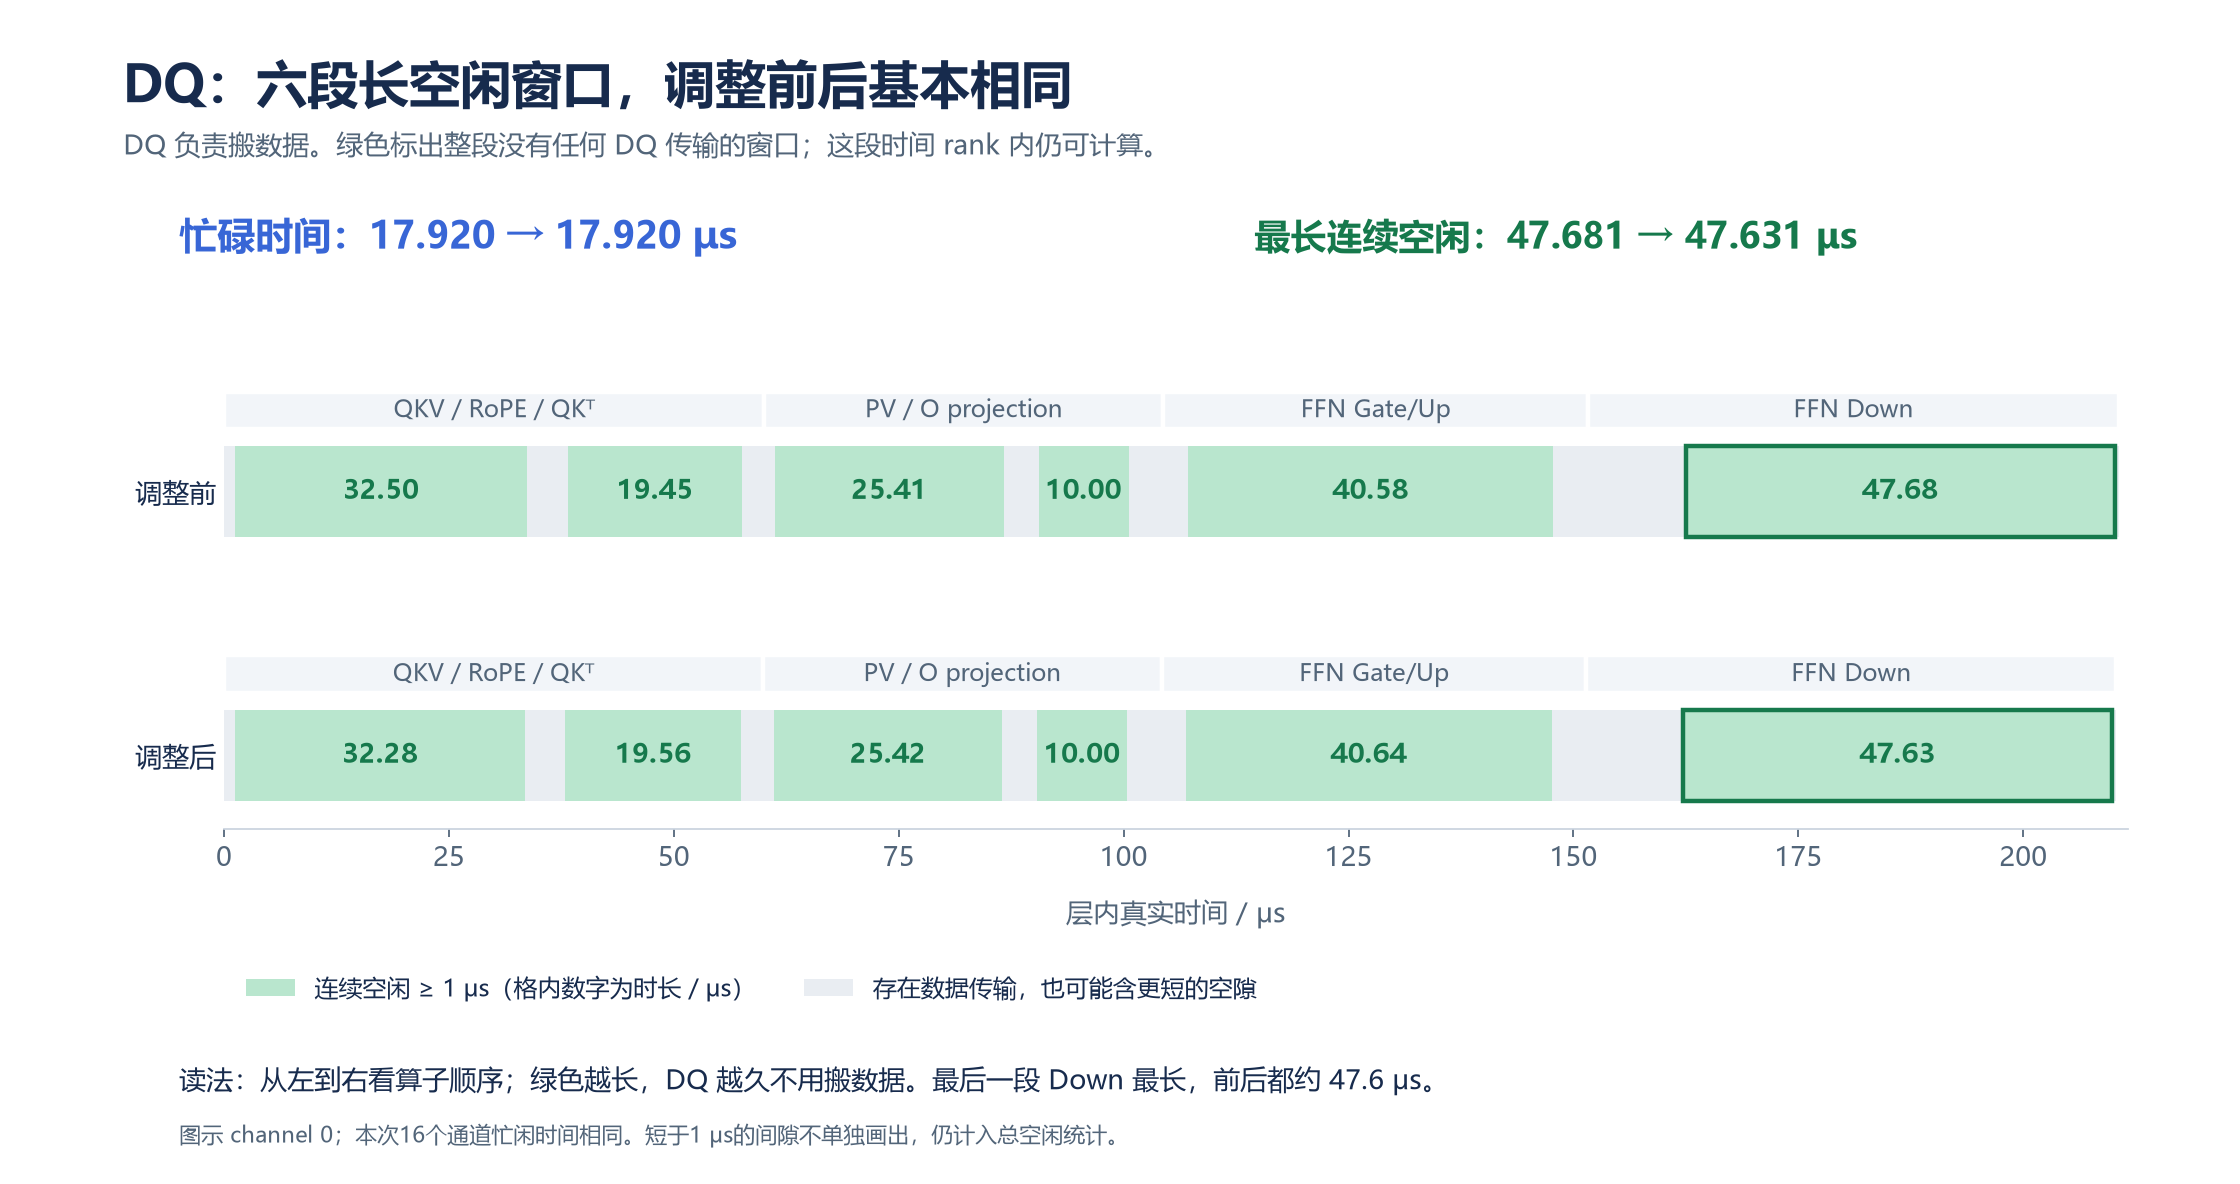 DQ：六段长空闲窗口，调整前后基本相同
DQ 负责搬数据。绿色标出整段没有任何 DQ 传输的窗口；这段时间 rank 内仍可计算。
忙碌时间：17.920 → 17.920 μs
最长连续空闲：47.681 → 47.631 μs
QKV / RoPE / QKᵀ
PV / O projection
FFN Gate/Up
FFN Down
调整前
32.50
19.45
25.41
10.00
40.58
47.68
QKV / RoPE / QKᵀ
PV / O projection
FFN Gate/Up
FFN Down
调整后
32.28
19.56
25.42
10.00
40.64
47.63
0
25
50
75
100
125
150
175
200
层内真实时间 / μs
连续空闲 ≥ 1 μs（格内数字为时长 / μs）
存在数据传输，也可能含更短的空隙
读法：从左到右看算子顺序；绿色越长，DQ 越久不用搬数据。最后一段 Down 最长，前后都约 47.6 μs。
图示 channel 0；本次16个通道忙闲时间相同。短于1 μs的间隙不单独画出，仍计入总空闲统计。